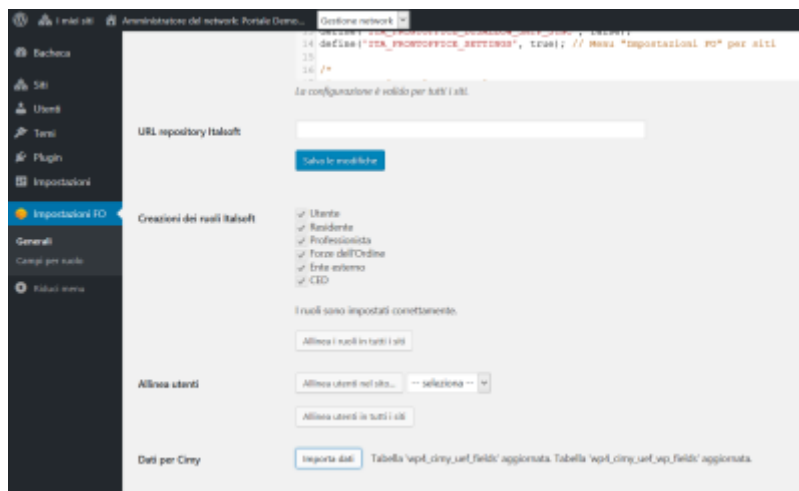 I miei siti Amministratore del network: Portale Demo... Gestione network
Bacheca
Siti
Utenti
Temi
Plugin
Impostazioni
Impostazioni FO
Generali
Campi per ruolo
Riduci menu
14 define('ITA_FRONTOFFICE_SETTINGS', true); // Menu "Impostazioni FO" per siti
15
16 /*
La configurazione è valida per tutti i siti.
URL repository Italsoft
Salva le modifiche
Creazioni dei ruoli Italsoft
Utente
Residente
Professionista
Forze dell'Ordine
Ente esterno
CED
I ruoli sono impostati correttamente.
Allinea i ruoli in tutti i siti
Allinea utenti
Allinea utenti nel sito... -- seleziona --
Allinea utenti in tutti i siti
Dati per Cimy
Importa dati Tabella 'wp4_cimy_uef_fields' aggiornata. Tabella 'wp4_cimy_uef_wp_fields' aggiornata.